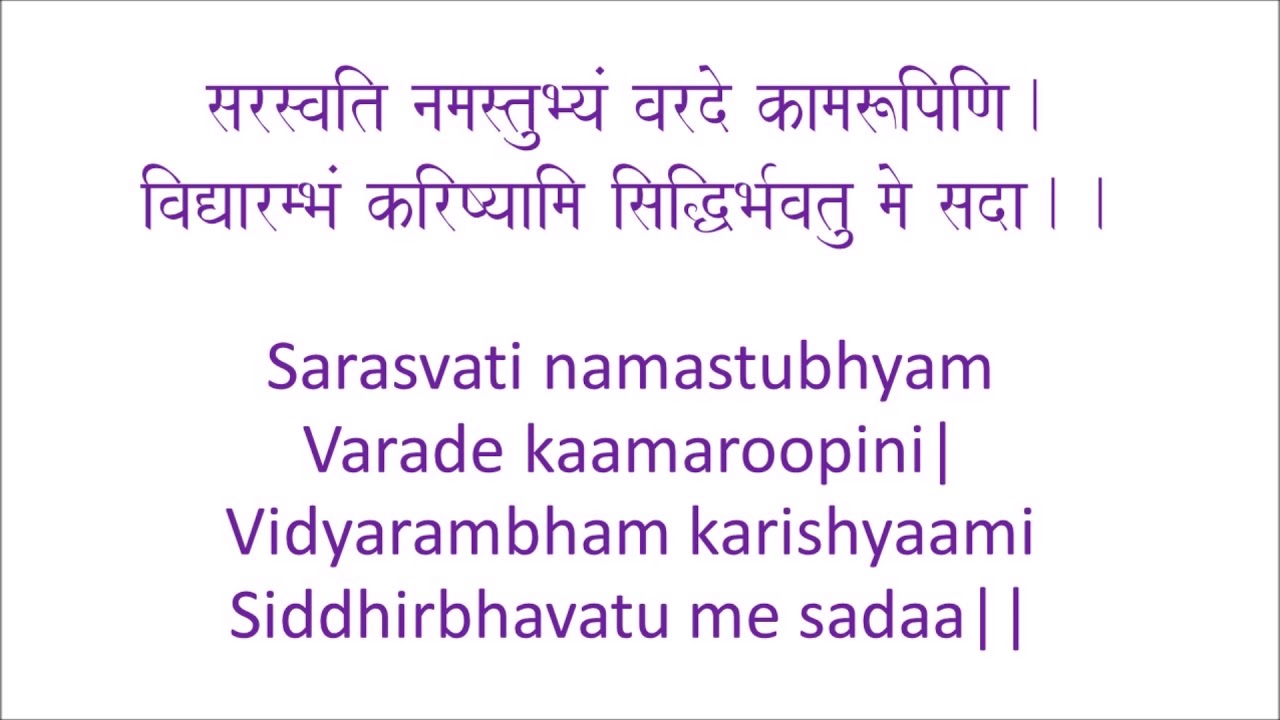 सरस्वति नमस्तुभ्यं वरदे कामरूपिणि।
विद्यारम्भं करिष्यामि सिद्धिर्भवतु मे सदा। ।
Sarasvati namastubhyam
Varade kaamaroopini|
Vidyarambham karishyaami
Siddhirbhavatu me sadaa||